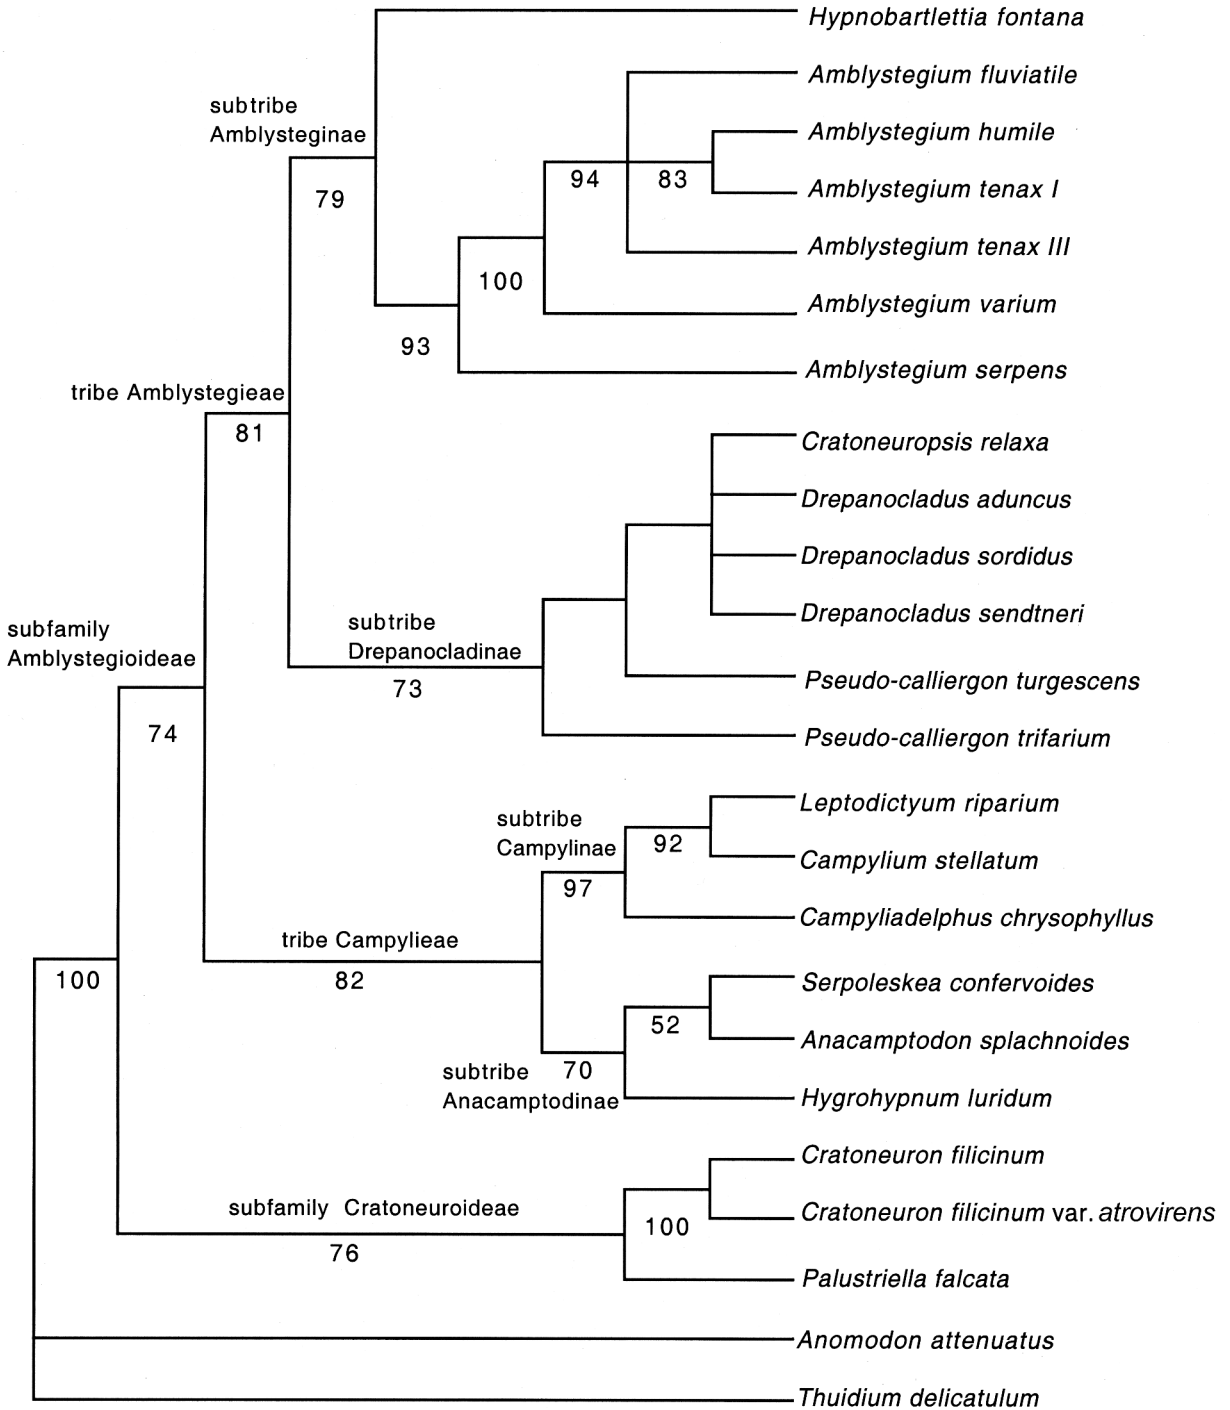 Hypnobartlettia fontana
Amblystegium fluviatile
subtribe
Amblysteginae
Amblystegium humile
94
83
79
Amblystegium tenax I
Amblystegium tenax III
100
Amblystegium varium
93
Amblystegium serpens
tribe Amblystegieae
81
Cratoneuropsis relaxa
Drepanocladus aduncus
Drepanocladus sordidus
Drepanocladus sendtneri
subtribe
Drepanocladinae
73
subfamily
Amblystegioideae
74
Pseudo-calliergon turgescens
Pseudo-calliergon trifarium
Leptodictyum riparium
subtribe
Campylinae
92
97
Campylium stellatum
Campyliadelphus chrysophyllus
tribe Campylieae
82
100
Serpoleskea confervoides
52
Anacamptodon splachnoides
subtribe 70
Anacamptodinae
Hygrohypnum luridum
Cratoneuron filicinum
subfamily Cratoneuroideae
76
100
Cratoneuron filicinum var. atrovirens
Palustriella falcata
Anomodon attenuatus
Thuidium delicatulum